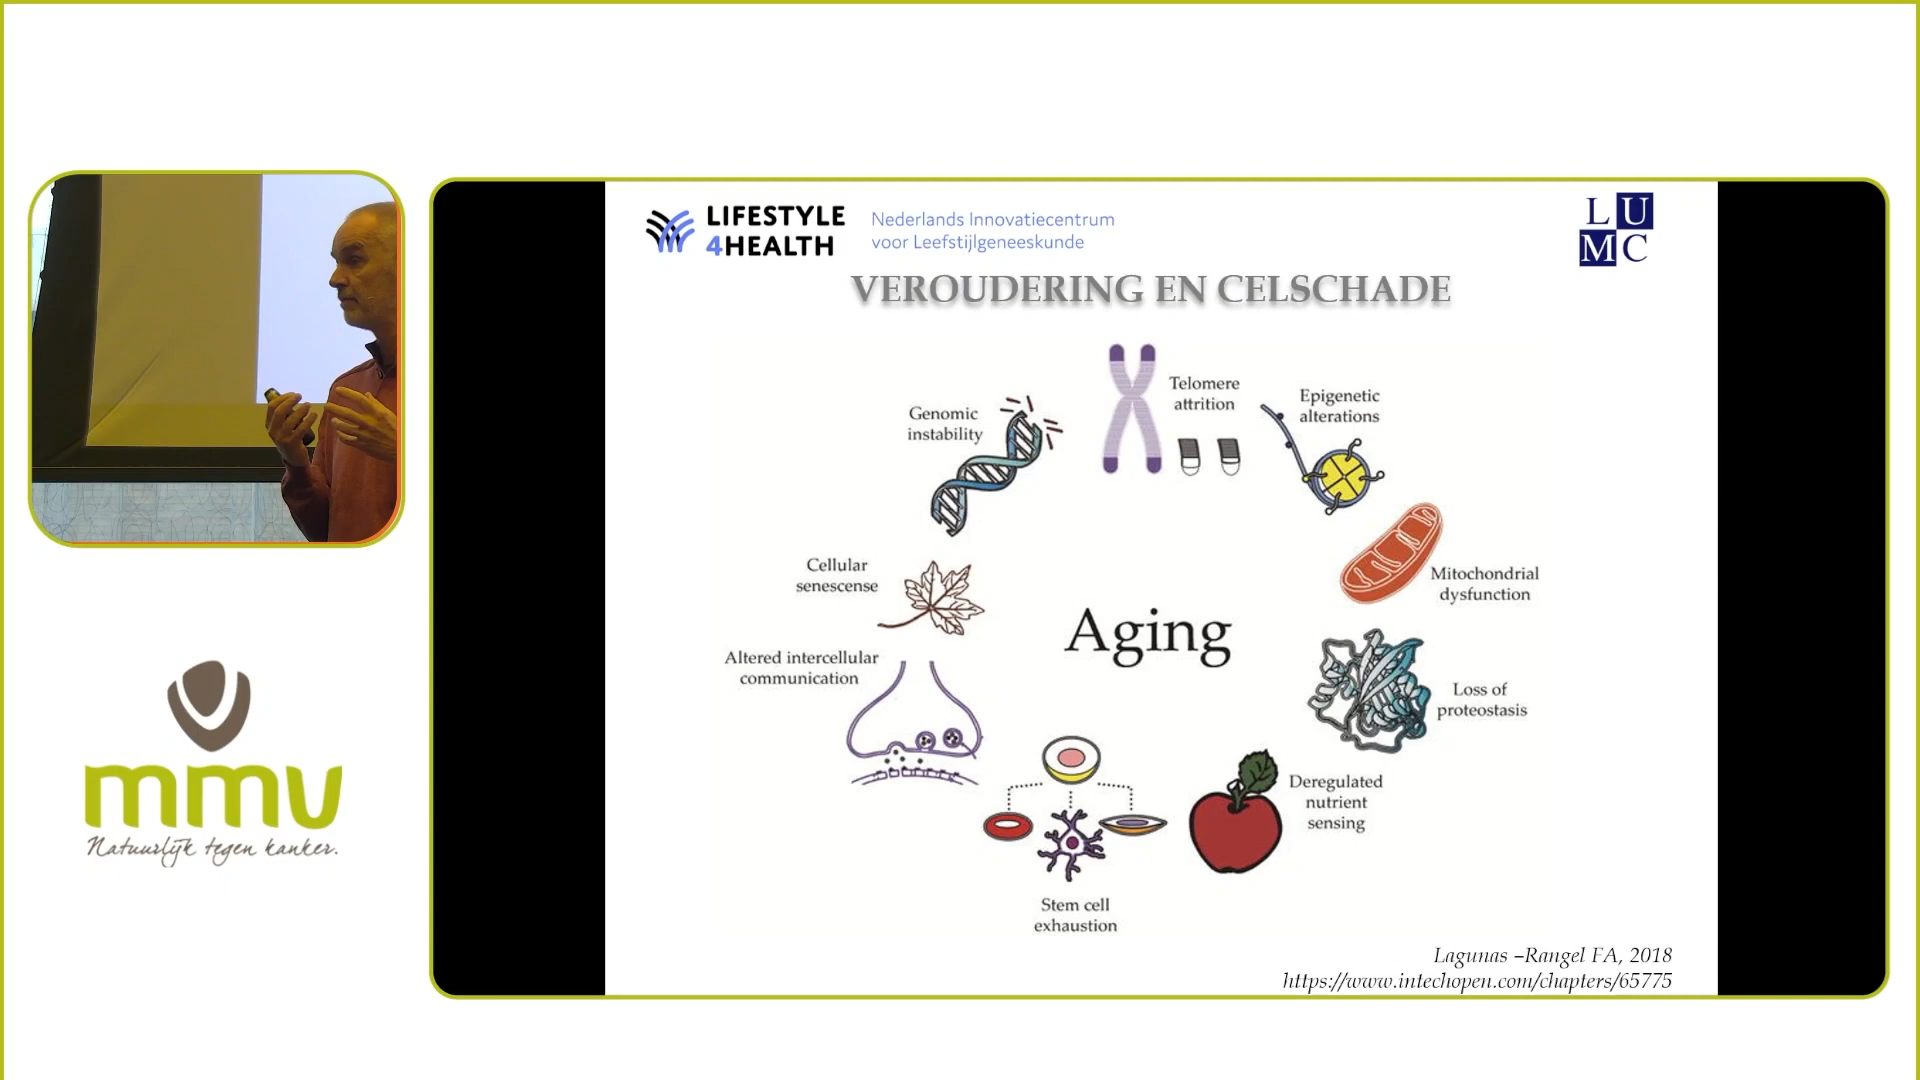 LIFESTYLE
4HEALTH
Nederlands Innovatiecentrum
voor Leefstijlgeneeskunde
L U
M C
VEROUDERING EN CELSCHADE
Telomere
attrition
Epigenetic
alterations
Genomic
instability
Mitochondrial
dysfunction
Cellular
senescense
Aging
Altered intercellular
communication
Loss of
proteostasis
Deregulated
nutrient
sensing
Stem cell
exhaustion
Lagunas –Rangel FA, 2018
https://www.intechopen.com/chapters/65775
mmv
Natuurlijk tegen kanker.